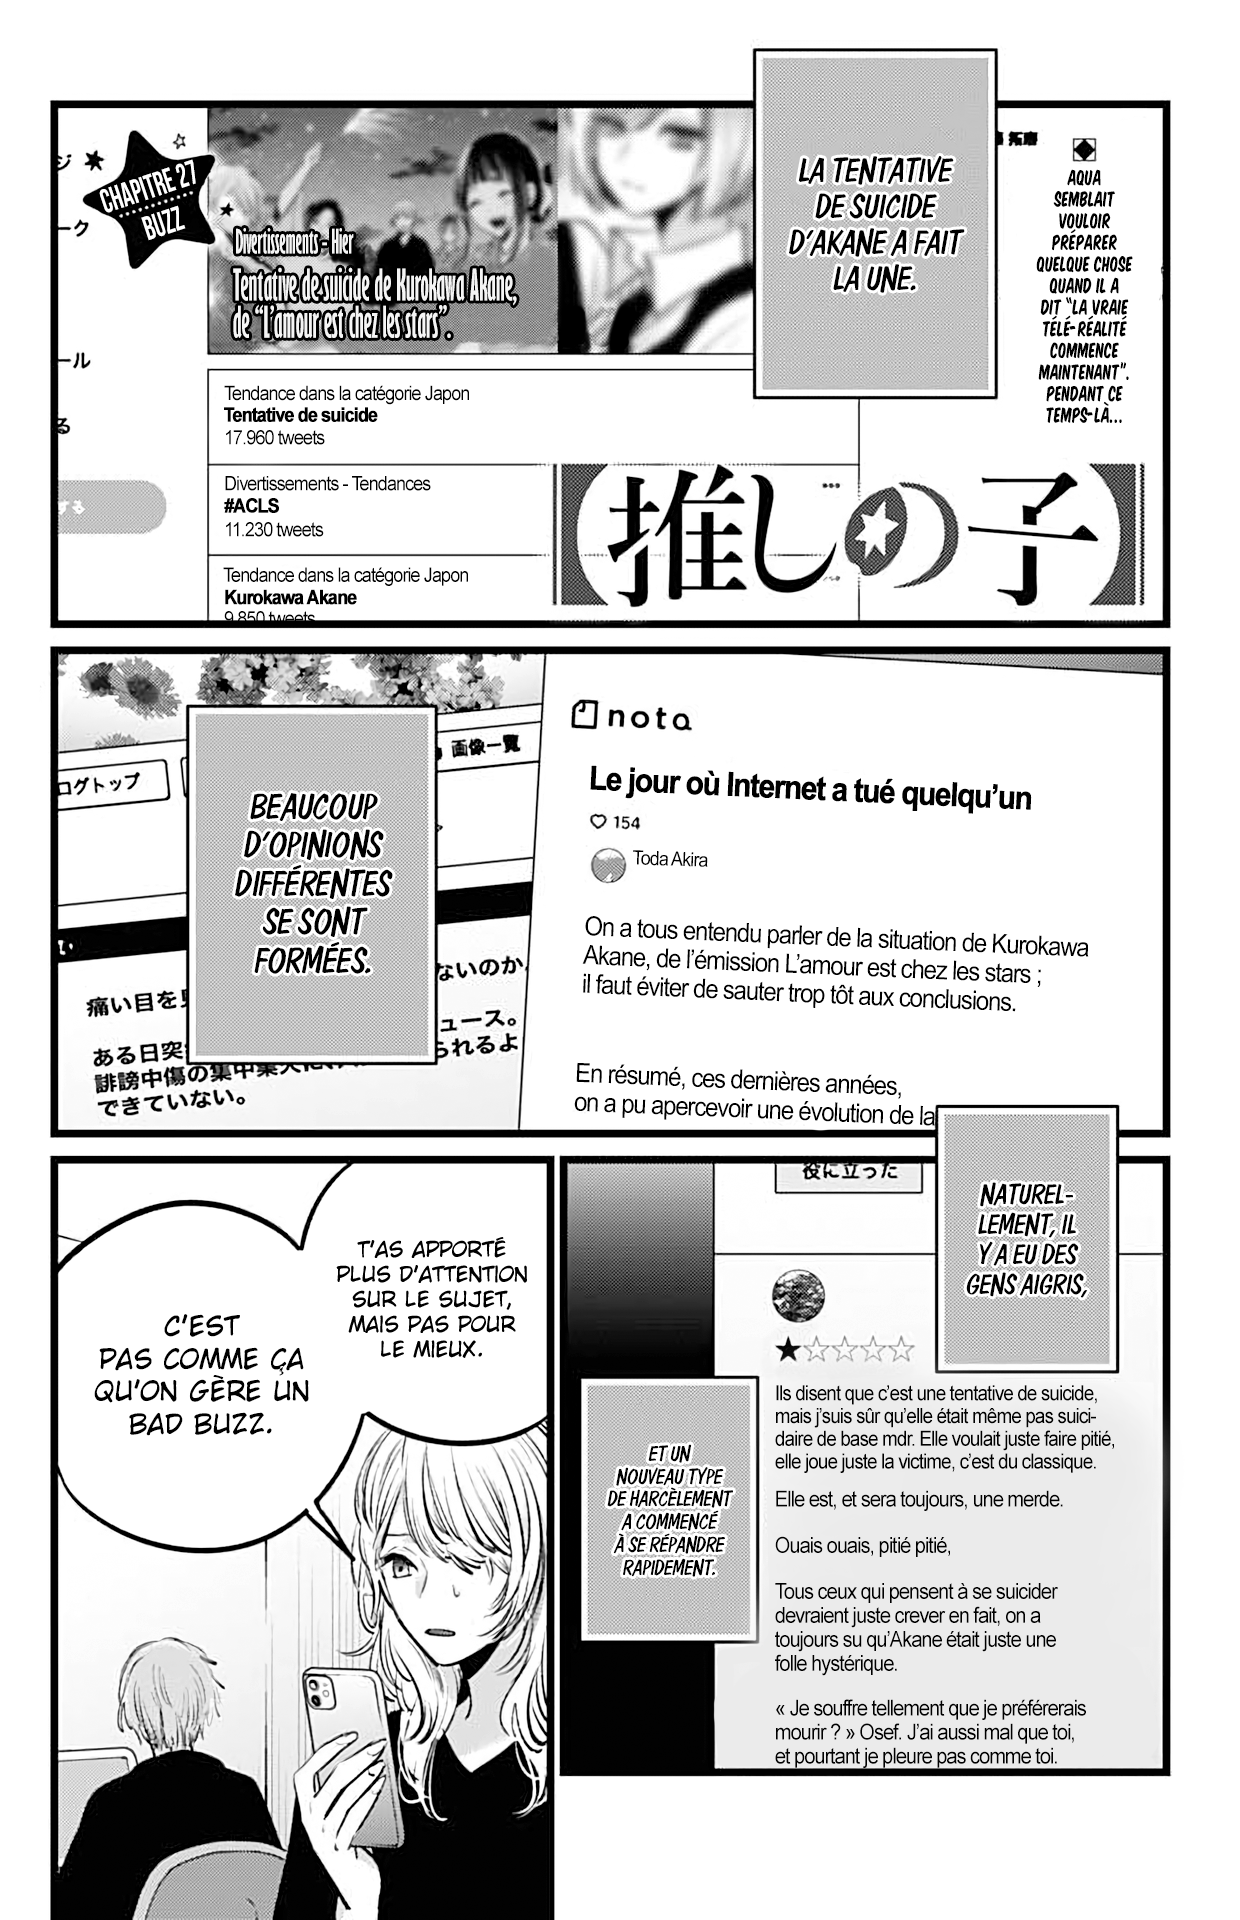 LA TENTATIVE
DE SUICIDE
D'AKANE A FAIT
LA UNE.
拓磨
AQUA
SEMBLAIT
VOULOIR
PRÉPARER
QUELQUE CHOSE
QUAND IL A
DIT "LA VRAIE
TÉLÉ-RÉALITÉ
COMMENCE
MAINTENANT".
PENDANT CE
TEMPS-LÀ...
CHAPITRE 27
BUZZ
ジ
ーク
ール
る
する
Divertissements - Hier
Tentative de suicide de Kurokawa Akane,
de "L'amour est chez les stars".
Tendance dans la catégorie Japon
Tentative de suicide
17.960 tweets
Divertissements - Tendances
#ACLS
11.230 tweets
Tendance dans la catégorie Japon
Kurokawa Akane
9.850 tweets
【推しの子】
BEAUCOUP
D'OPINIONS
DIFFÉRENTES
SE SONT
FORMÉES.
画像一覧
ログトップ
い
痛い目を
ないのか
ュース。
ある日突
られるよ
誹謗中傷の集中
できていない。
nota
Le jour où Internet a tué quelqu'un
♡ 154
Toda Akira
On a tous entendu parler de la situation de Kurokawa
Akane, de l'émission L'amour est chez les stars ;
il faut éviter de sauter trop tôt aux conclusions.
En résumé, ces dernières années,
on a pu apercevoir une évolution de la
役に立った
NATUREL-
LEMENT, IL
Y A EU DES
GENS AIGRIS,
★☆☆☆☆
Ils disent que c'est une tentative de suicide,
mais j'suis sûr qu'elle était même pas suici-
daire de base mdr. Elle voulait juste faire pitié,
elle joue juste la victime, c'est du classique.
Elle est, et sera toujours, une merde.
Ouais ouais, pitié pitié,
Tous ceux qui pensent à se suicider
devraient juste crever en fait, on a
toujours su qu'Akane était juste une
folle hystérique.
« Je souffre tellement que je préférerais
mourir ? » Osef. J'ai aussi mal que toi,
et pourtant je pleure pas comme toi.
ET UN
NOUVEAU TYPE
DE HARCÈLEMENT
A COMMENCÉ
À SE RÉPANDRE
RAPIDEMENT.
T'AS APPORTÉ
PLUS D'ATTENTION
SUR LE SUJET,
MAIS PAS POUR
LE MIEUX.
C'EST
PAS COMME ÇA
QU'ON GÈRE UN
BAD BUZZ.